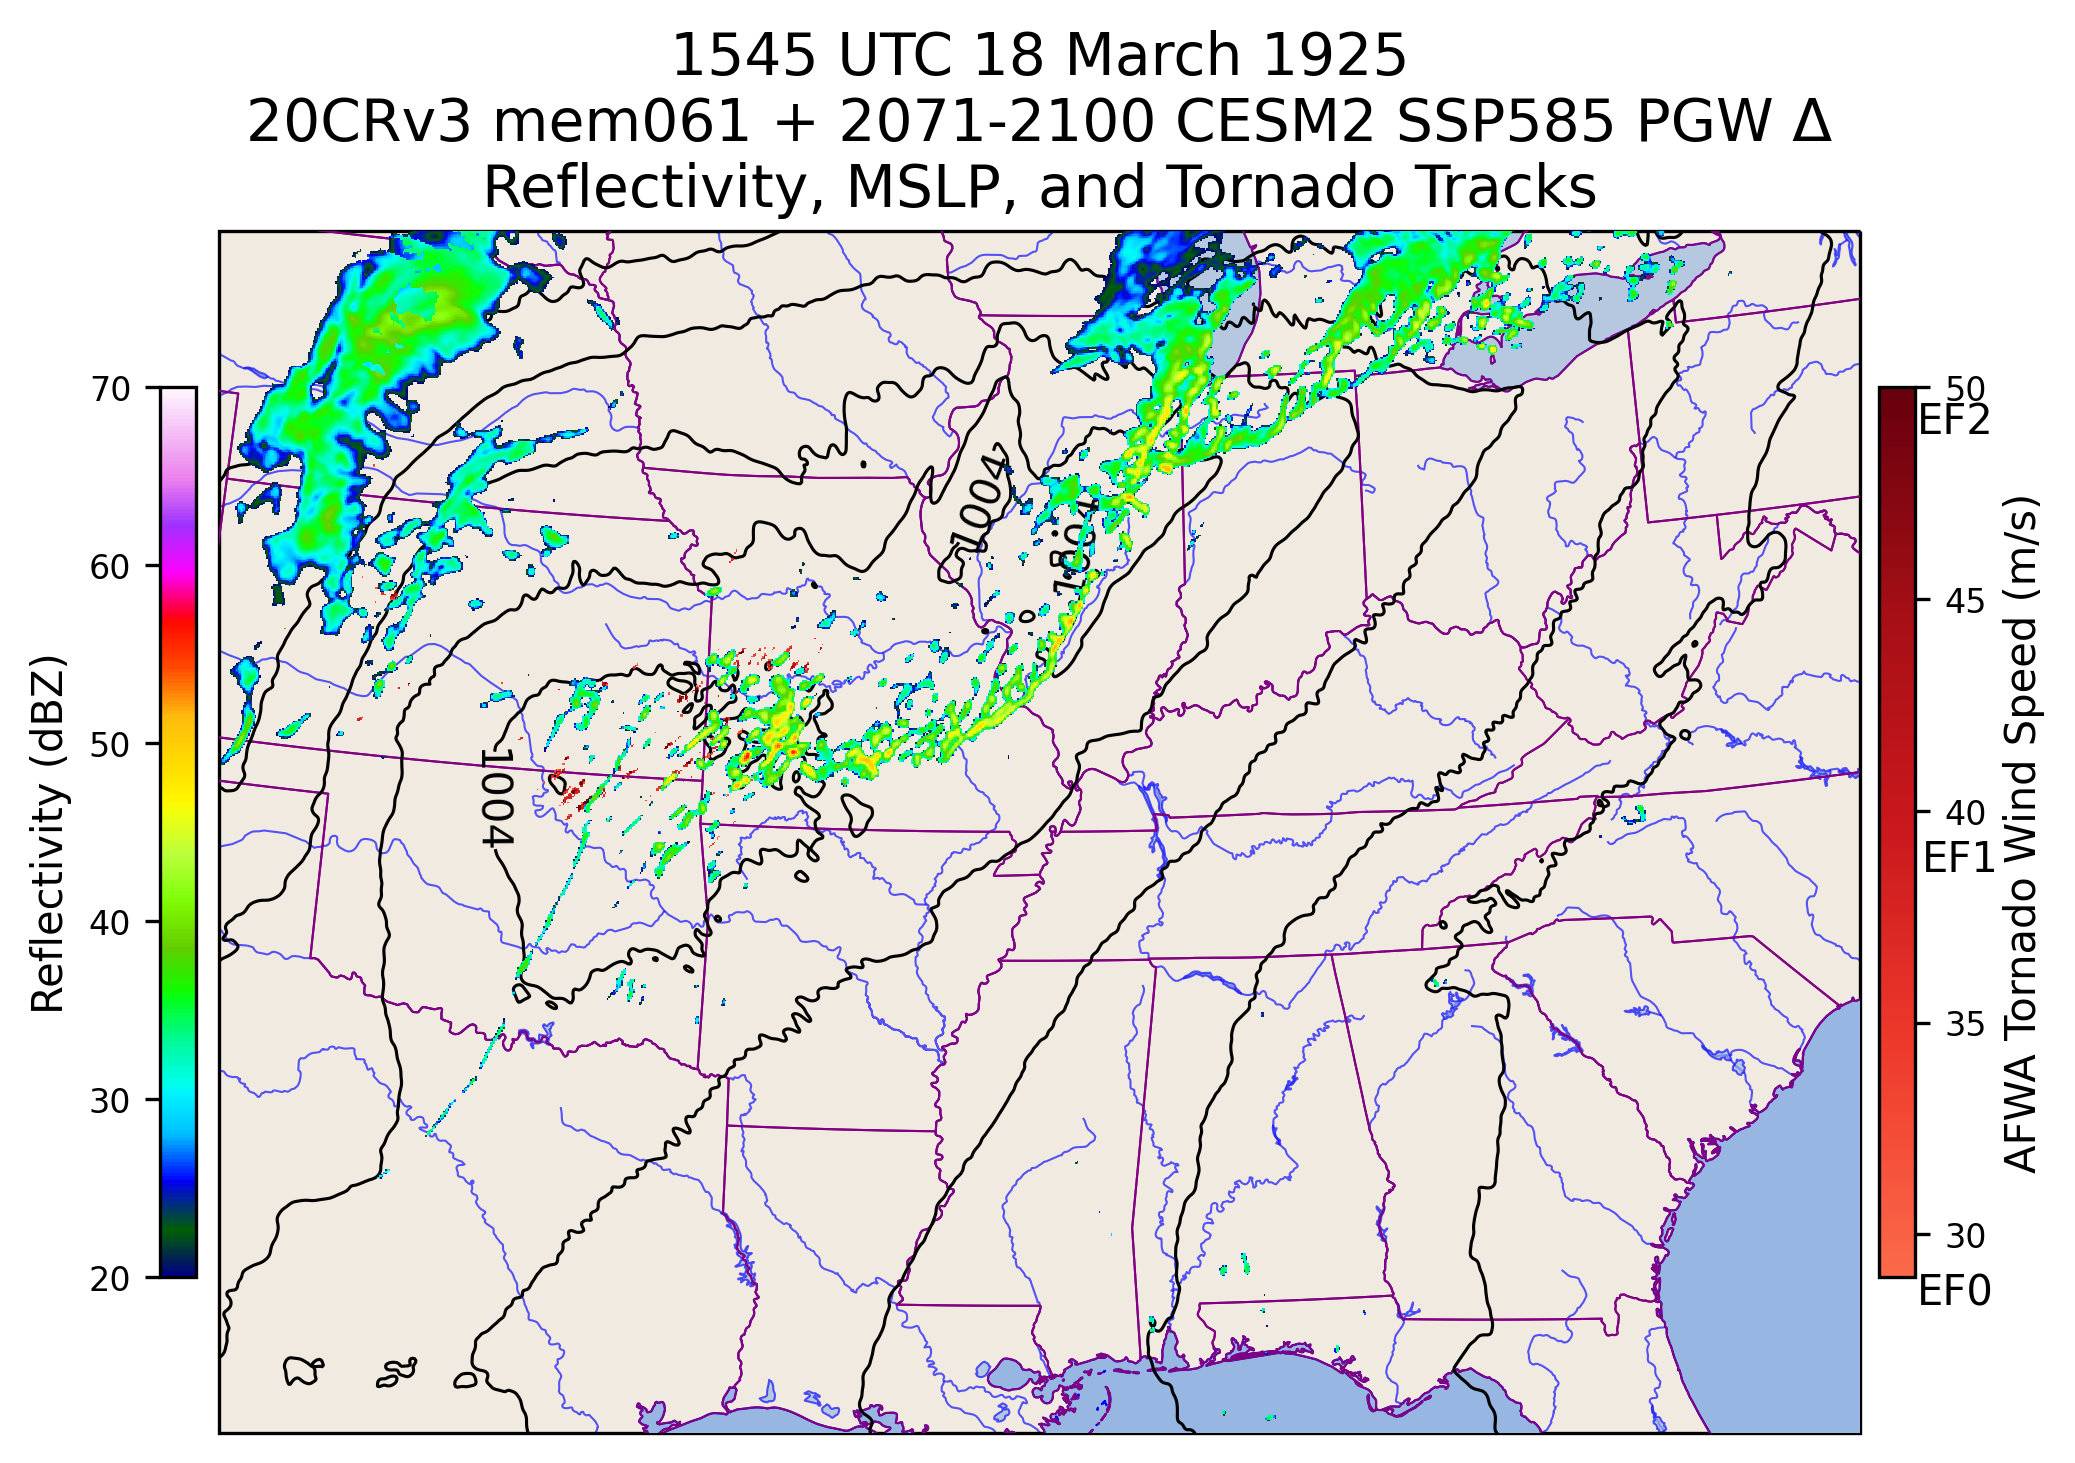 1545 UTC 18 March 1925
20CRv3 mem061 + 2071-2100 CESM2 SSP585 PGW Δ
Reflectivity, MSLP, and Tornado Tracks
Reflectivity (dBZ)
70
60
50
40
30
20
1004
1004
1004
50
EF2
45
40
EF1
35
30
EF0
AFWA Tornado Wind Speed (m/s)